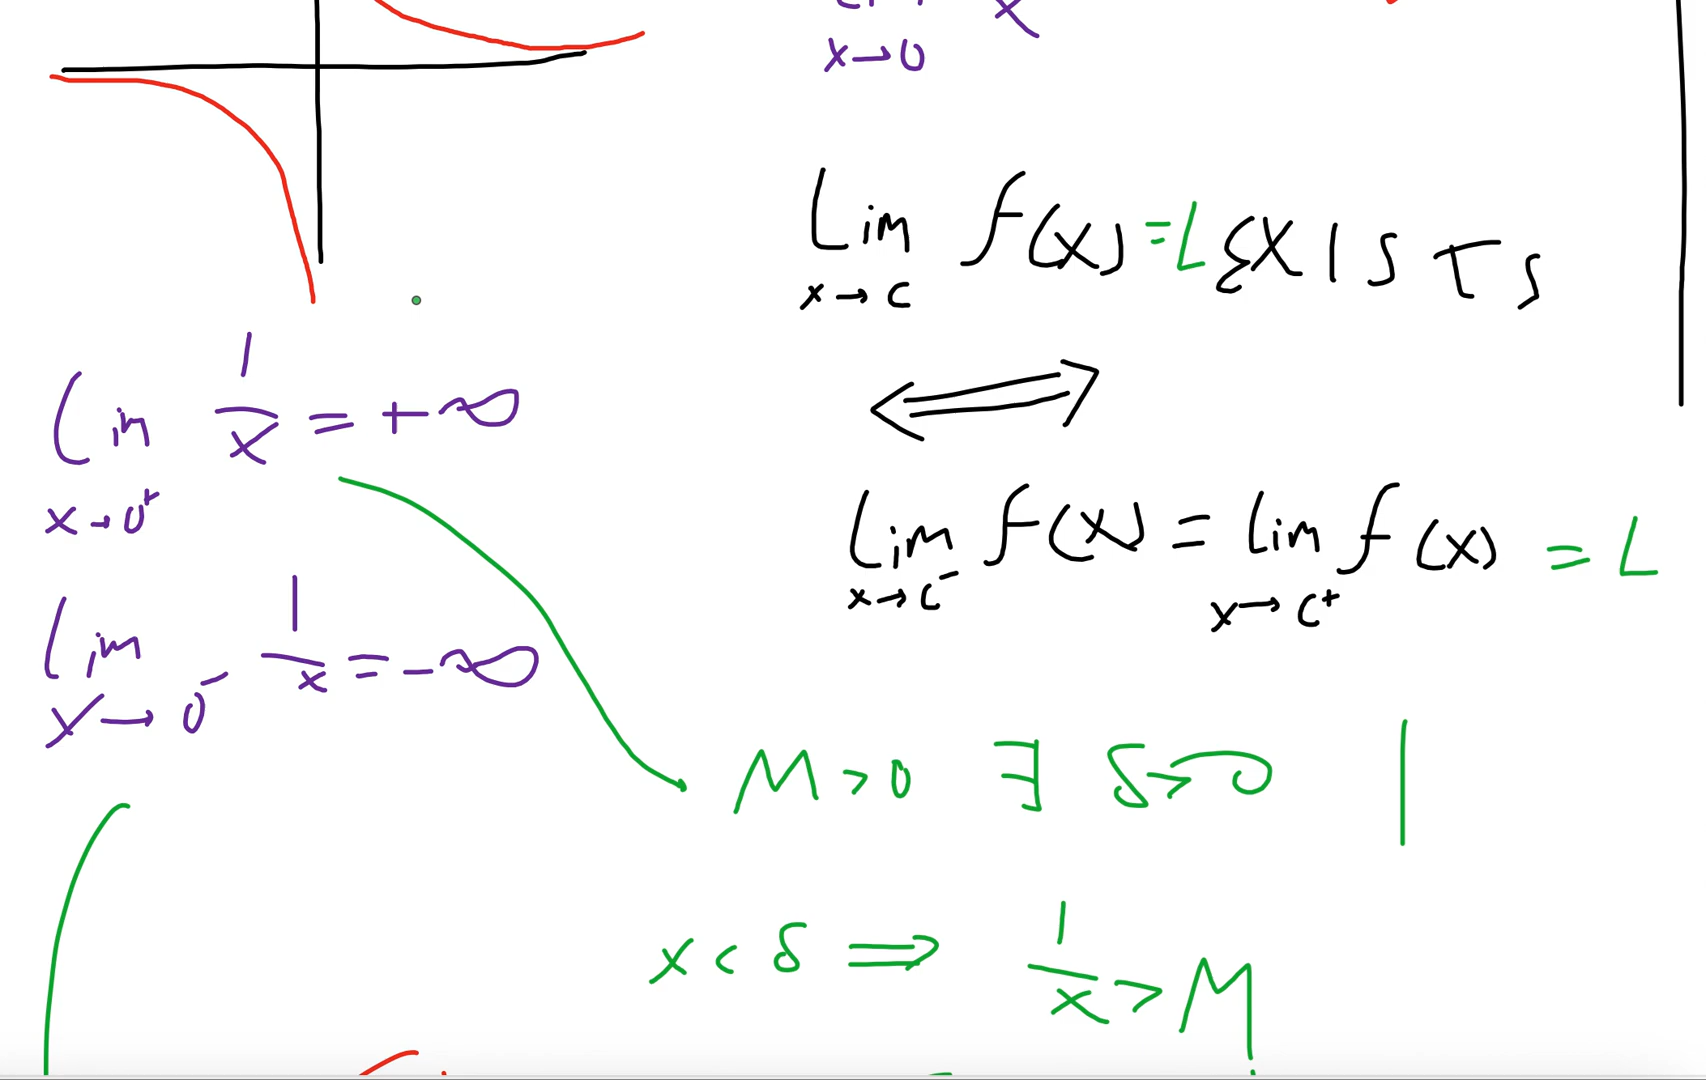 x→0
Lim f(x)=L EXISTS
x→c
⟺
Lim 1/x = +∞
x→0⁺
Lim f(x) = Lim f(x) = L
x→c⁻ x→c⁺
Lim 1/x = -∞
x→0⁻
M>0 ∃ δ>0 |
x<δ ⟹ 1/x > M